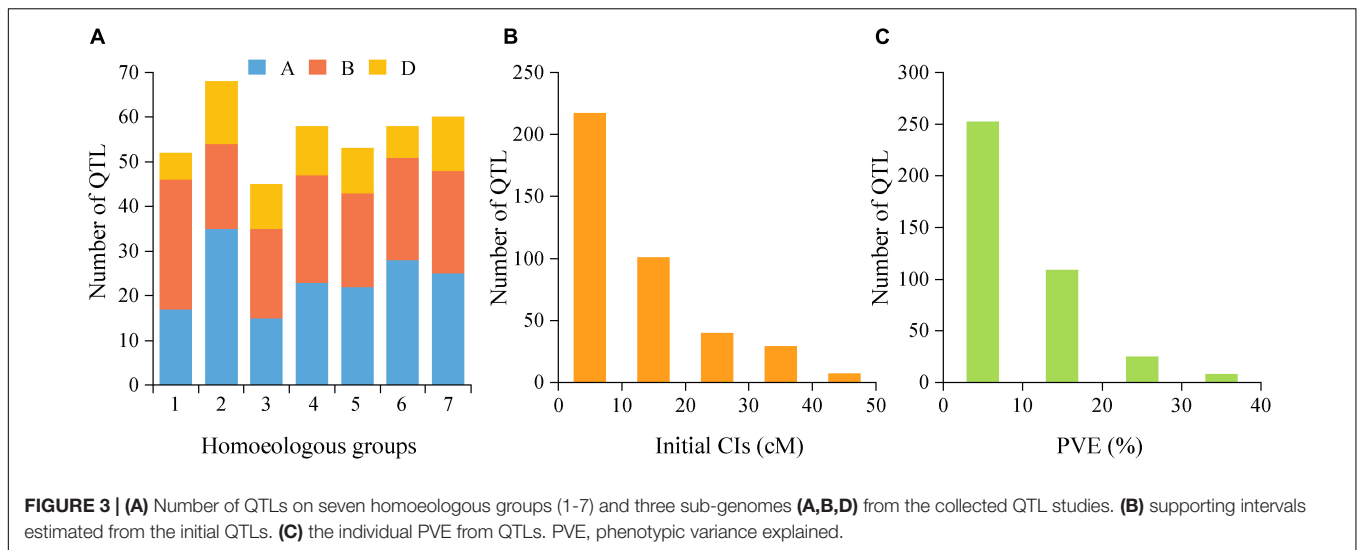 A
A B D
Number of QTL
70
60
50
40
30
20
10
0
1 2 3 4 5 6 7
Homoeologous groups
B
Number of QTL
250
200
150
100
50
0
0 10 20 30 40 50
Initial CIs (cM)
C
Number of QTL
300
250
200
150
100
50
0
0 10 20 30 40
PVE (%)
FIGURE 3 | (A) Number of QTLs on seven homoeologous groups (1-7) and three sub-genomes (A,B,D) from the collected QTL studies. (B) supporting intervals
estimated from the initial QTLs. (C) the individual PVE from QTLs. PVE, phenotypic variance explained.